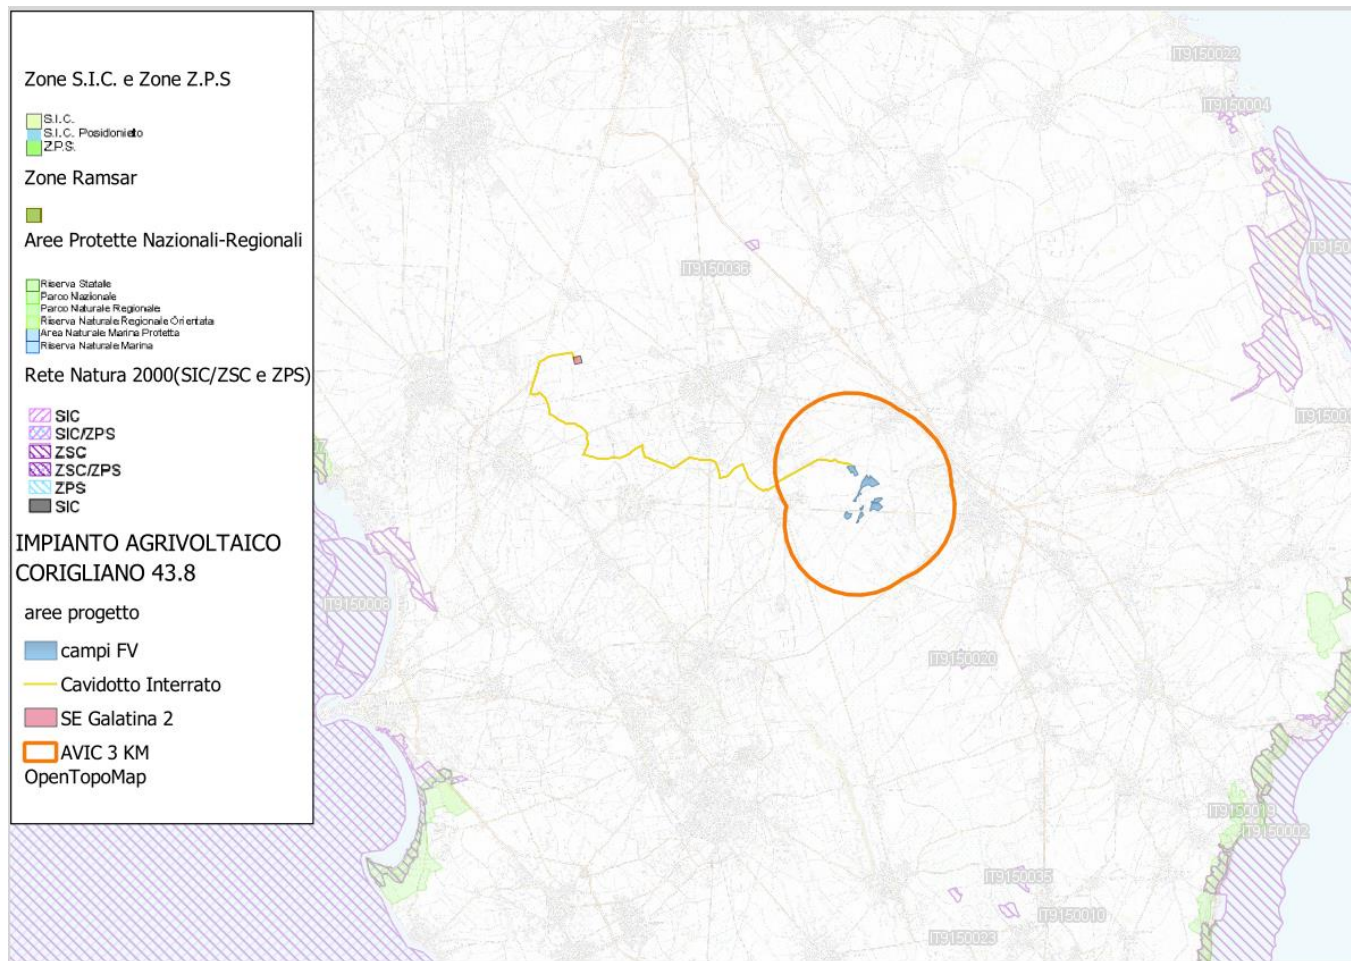 Zone S.I.C. e Zone Z.P.S
S.I.C.
S.I.C. Posidonieto
Z.P.S.
Zone Ramsar
Aree Protette Nazionali-Regionali
Riserva Statale
Parco Nazionale
Parco Naturale Regionale
Riserva Naturale Regionale Orientata
Area Naturale Marina Protetta
Riserva Naturale Marina
Rete Natura 2000(SIC/ZSC e ZPS)
SIC
SIC/ZPS
ZSC
ZSC/ZPS
ZPS
SIC
IMPIANTO AGRIVOLTAICO
CORIGLIANO 43.8
aree progetto
campi FV
Cavidotto Interrato
SE Galatina 2
AVIC 3 KM
OpenTopoMap
IT9150022
IT9150004
IT9150036
IT9150008
IT9150020
IT9150019
IT9150002
IT9150035
IT9150010
IT9150023